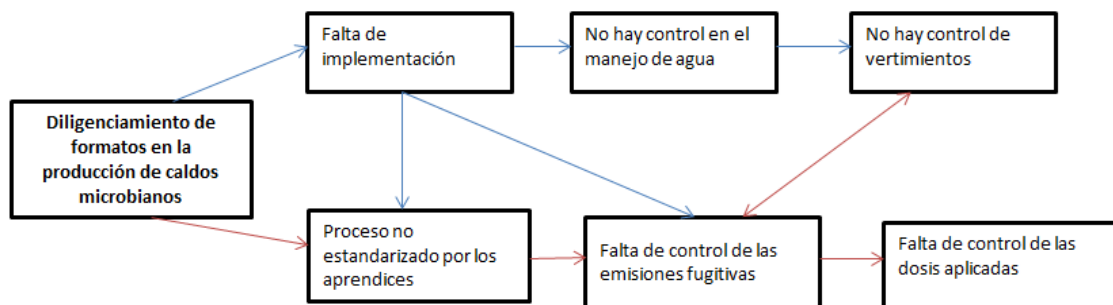 Falta de
implementación
No hay control en el
manejo de agua
No hay control de
vertimientos
Diligenciamiento de
formatos en la
producción de caldos
microbianos
Proceso no
estandarizado por los
aprendices
Falta de control de las
emisiones fugitivas
Falta de control de las
dosis aplicadas